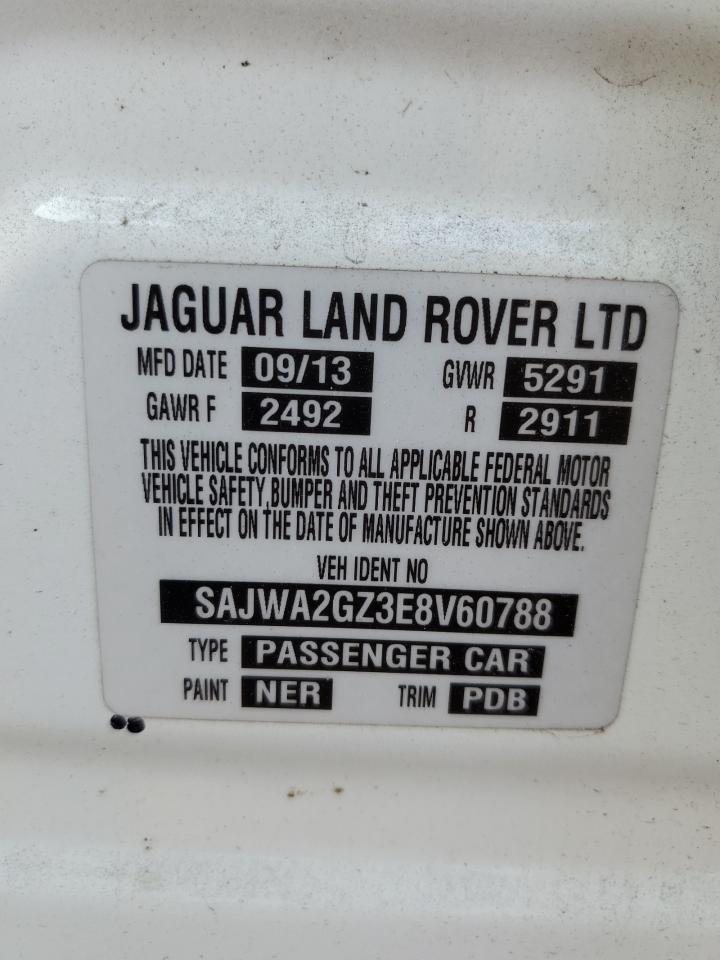 JAGUAR LAND ROVER LTD
MFD DATE 09/13 GVWR 5291
GAWR F 2492 R 2911
THIS VEHICLE CONFORMS TO ALL APPLICABLE FEDERAL MOTOR
VEHICLE SAFETY,BUMPER AND THEFT PREVENTION STANDARDS
IN EFFECT ON THE DATE OF MANUFACTURE SHOWN ABOVE.
VEH IDENT NO
SAJWA2GZ3E8V60788
TYPE PASSENGER CAR
PAINT NER TRIM PDB